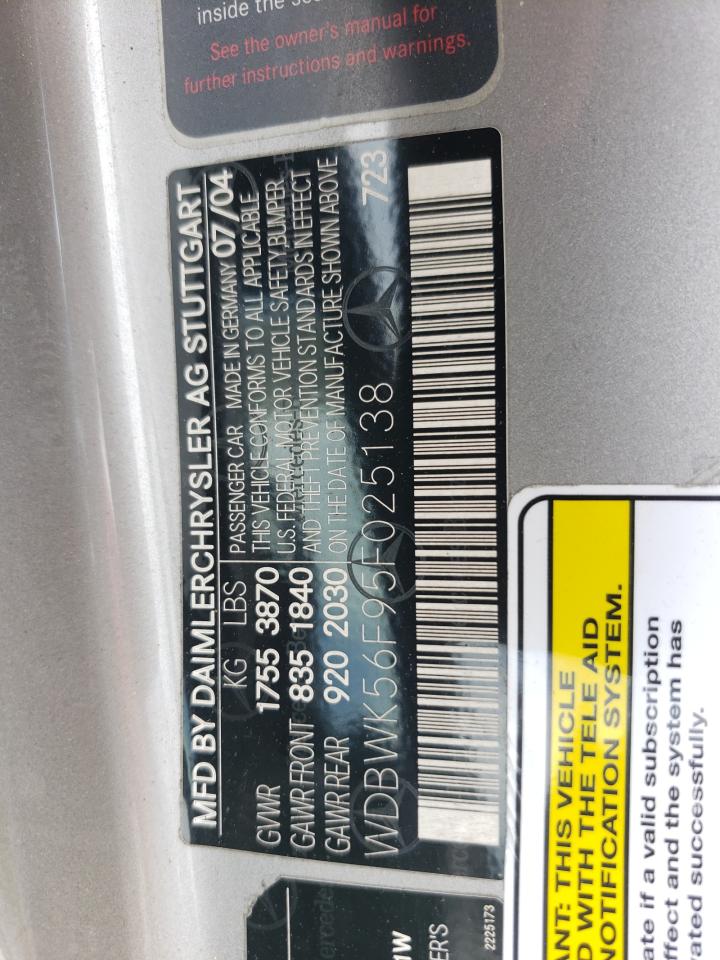 inside the
See the owner's manual for
further instructions and warnings.
MFD BY DAIMLERCHRYSLER AG STUTTGART
KG LBS PASSENGER CAR MADE IN GERMANY 07/04
GVWR 1755 3870 THIS VEHICLE CONFORMS TO ALL APPLICABLE
U.S. FEDERAL MOTOR VEHICLE SAFETY, BUMPER,
GAWR FRONT 835 1840 AND THEFT PREVENTION STANDARDS IN EFFECT
GAWR REAR 920 2030 ON THE DATE OF MANUFACTURE SHOWN ABOVE
WDBWK56F95F025138 723
ER'S
2225173
ANT: THIS VEHICLE
D WITH THE TELE AID
NOTIFICATION SYSTEM.
ate if a valid subscription
ffect and the system has
rated successfully.